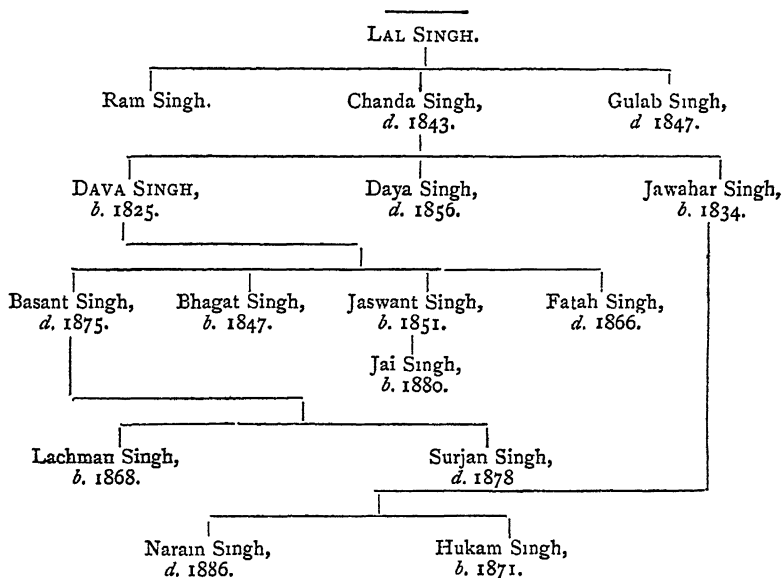 LAL SINGH.
Ram Singh. Chanda Singh, Gulab Singh,
d. 1843. d 1847.
DAVA SINGH, Daya Singh, Jawahar Singh,
b. 1825. d. 1856. b. 1834.
Basant Singh, Bhagat Singh, Jaswant Singh, Fatah Singh,
d. 1875. b. 1847. b. 1851. d. 1866.
Jai Singh,
b. 1880.
Lachman Singh, Surjan Singh,
b. 1868. d. 1878
Narain Singh, Hukam Singh,
d. 1886. b. 1871.